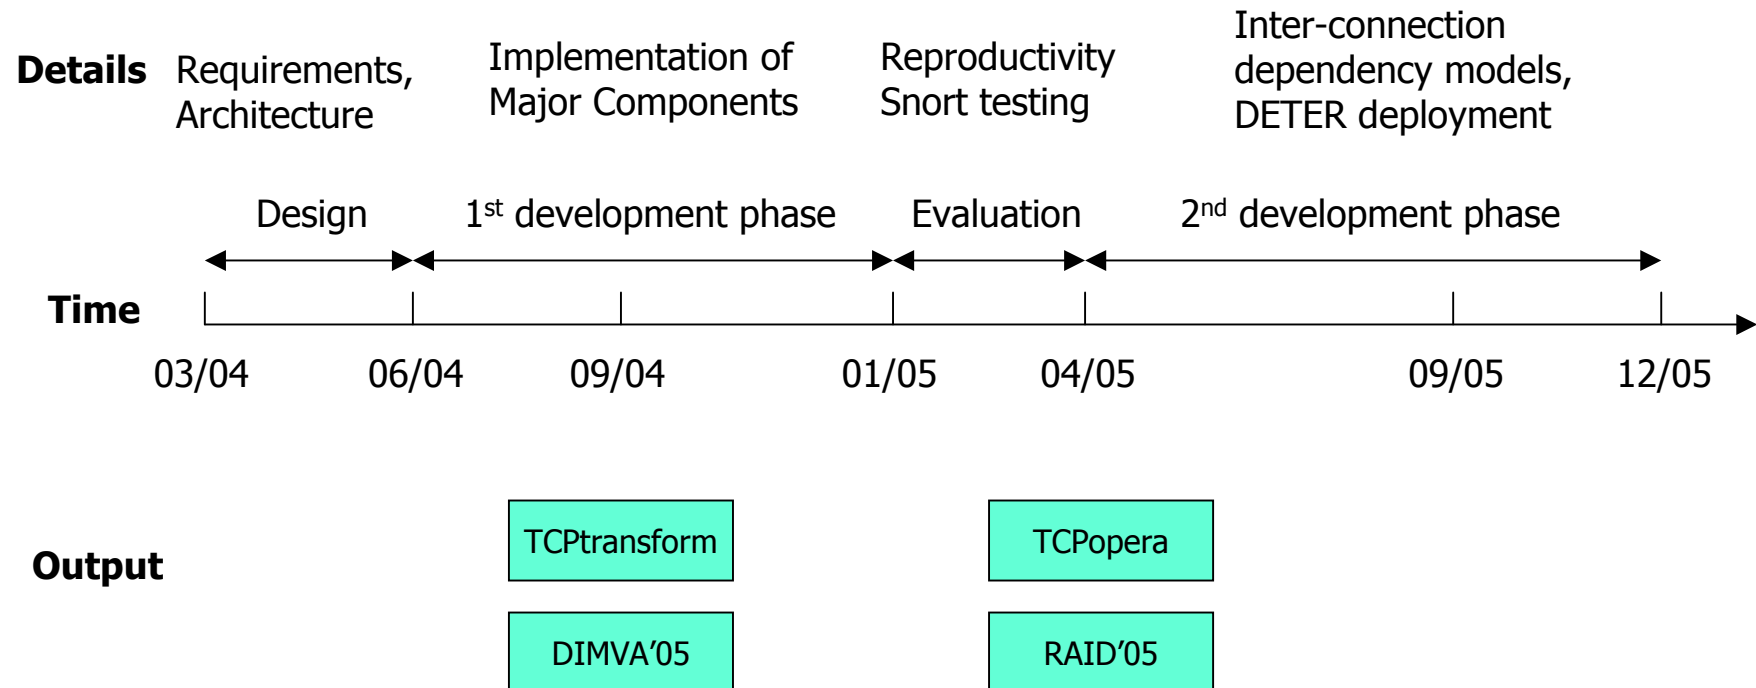 Details
Requirements,
Architecture
Implementation of
Major Components
Reproductivity
Snort testing
Inter-connection
dependency models,
DETER deployment
Design
1st development phase
Evaluation
2nd development phase
Time
03/04
06/04
09/04
01/05
04/05
09/05
12/05
Output
TCPtransform
TCPopera
DIMVA’05
RAID’05